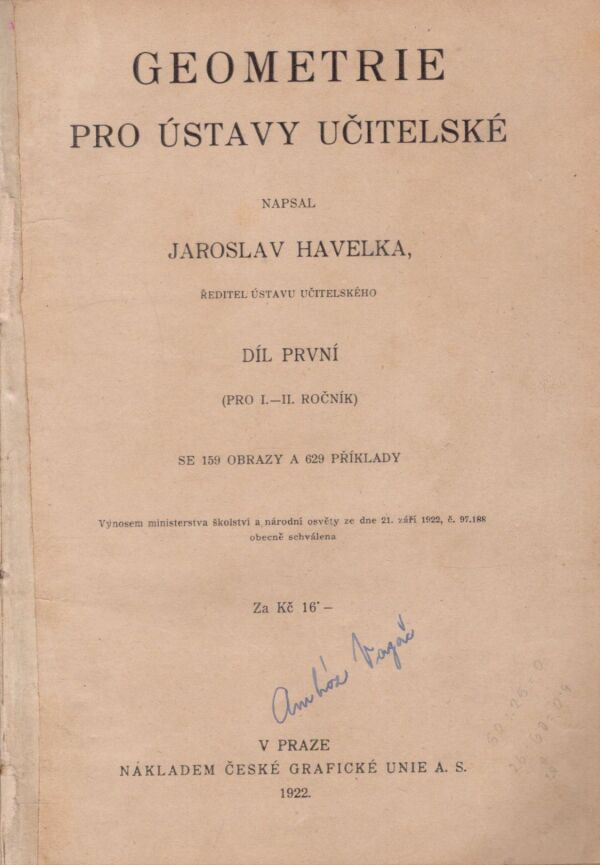 GEOMETRIE
PRO ÚSTAVY UČITELSKÉ
NAPSAL
JAROSLAV HAVELKA,
ŘEDITEL ÚSTAVU UČITELSKÉHO
DÍL PRVNÍ
(PRO I.—II. ROČNÍK)
SE 159 OBRAZY A 629 PŘÍKLADY
Výnosem ministerstva školství a národní osvěty ze dne 21. září 1922, č. 97.188
obecně schválena
Za Kč 16·–
V PRAZE
NÁKLADEM ČESKÉ GRAFICKÉ UNIE A. S.
1922.